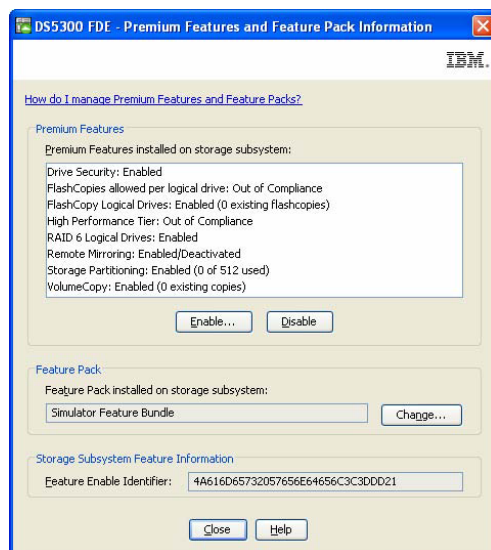 DS5300 FDE - Premium Features and Feature Pack Information
IBM.
How do I manage Premium Features and Feature Packs?
Premium Features
Premium Features installed on storage subsystem:
Drive Security: Enabled
FlashCopies allowed per logical drive: Out of Compliance
FlashCopy Logical Drives: Enabled (0 existing flashcopies)
High Performance Tier: Out of Compliance
RAID 6 Logical Drives: Enabled
Remote Mirroring: Enabled/Deactivated
Storage Partitioning: Enabled (0 of 512 used)
VolumeCopy: Enabled (0 existing copies)
Enable... Disable
Feature Pack
Feature Pack installed on storage subsystem:
Simulator Feature Bundle Change...
Storage Subsystem Feature Information
Feature Enable Identifier: 4A616D65732057656E64656C3C3DDD21
Close Help